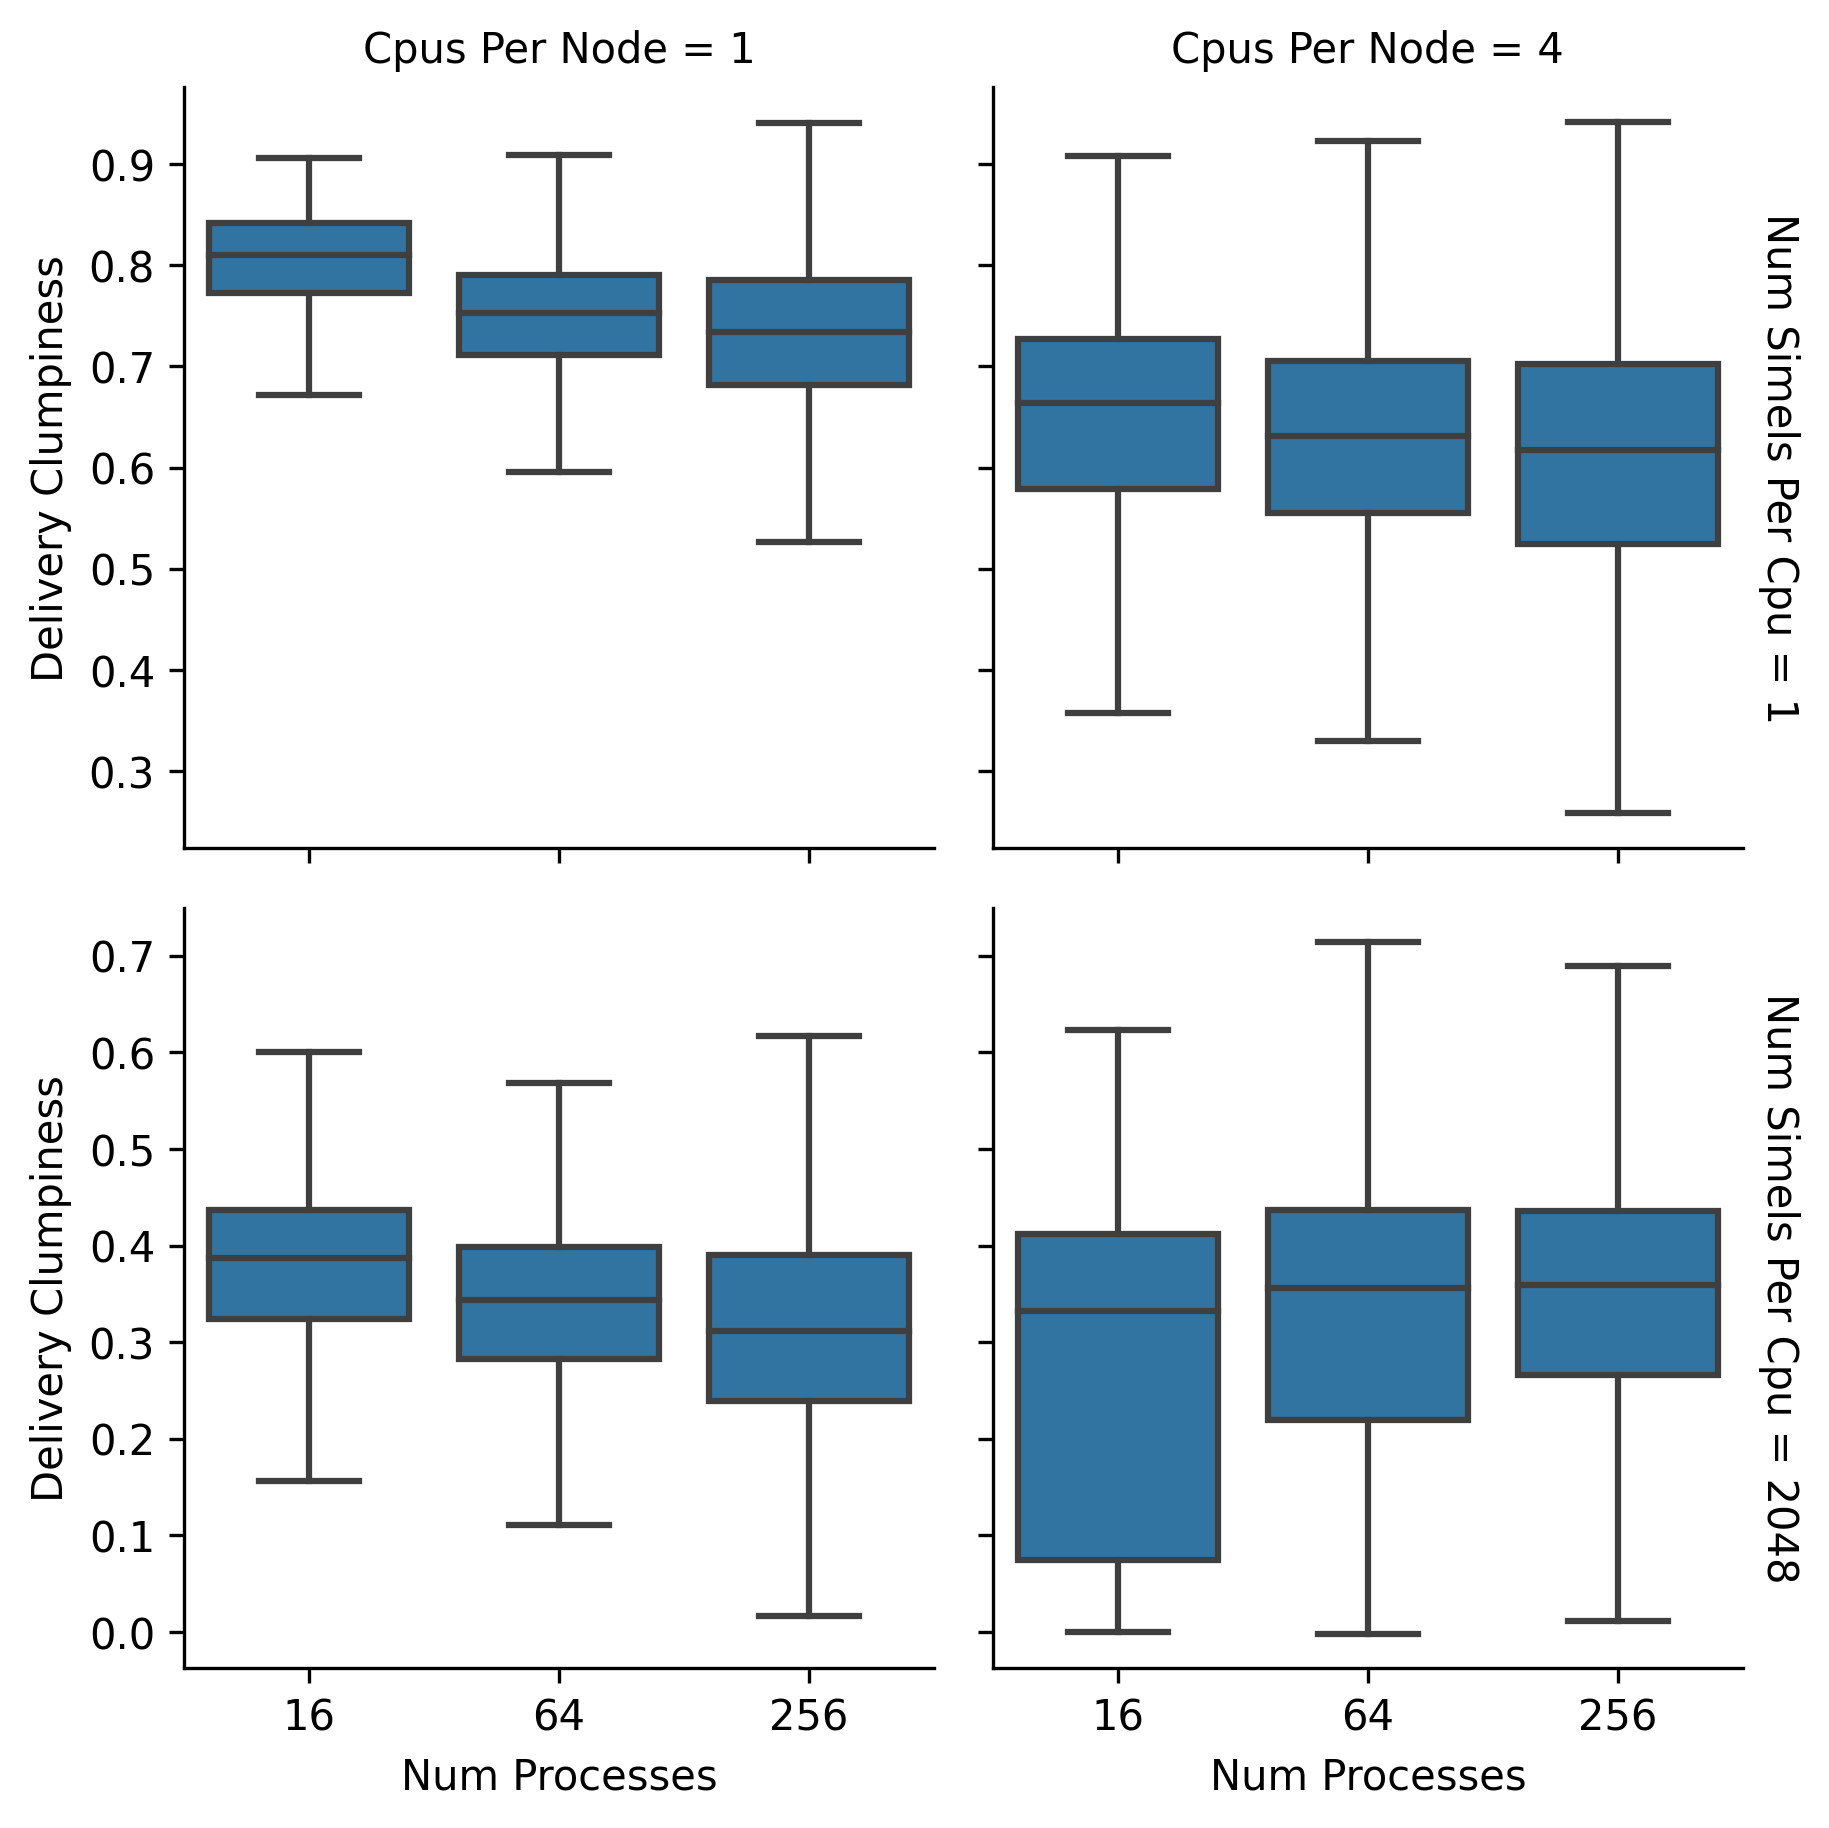 Cpus Per Node = 1
Cpus Per Node = 4
Delivery Clumpiness
0.9
0.8
0.7
0.6
0.5
0.4
0.3
Num Simels Per Cpu = 1
Delivery Clumpiness
0.7
0.6
0.5
0.4
0.3
0.2
0.1
0.0
Num Simels Per Cpu = 2048
16 64 256
16 64 256
Num Processes
Num Processes